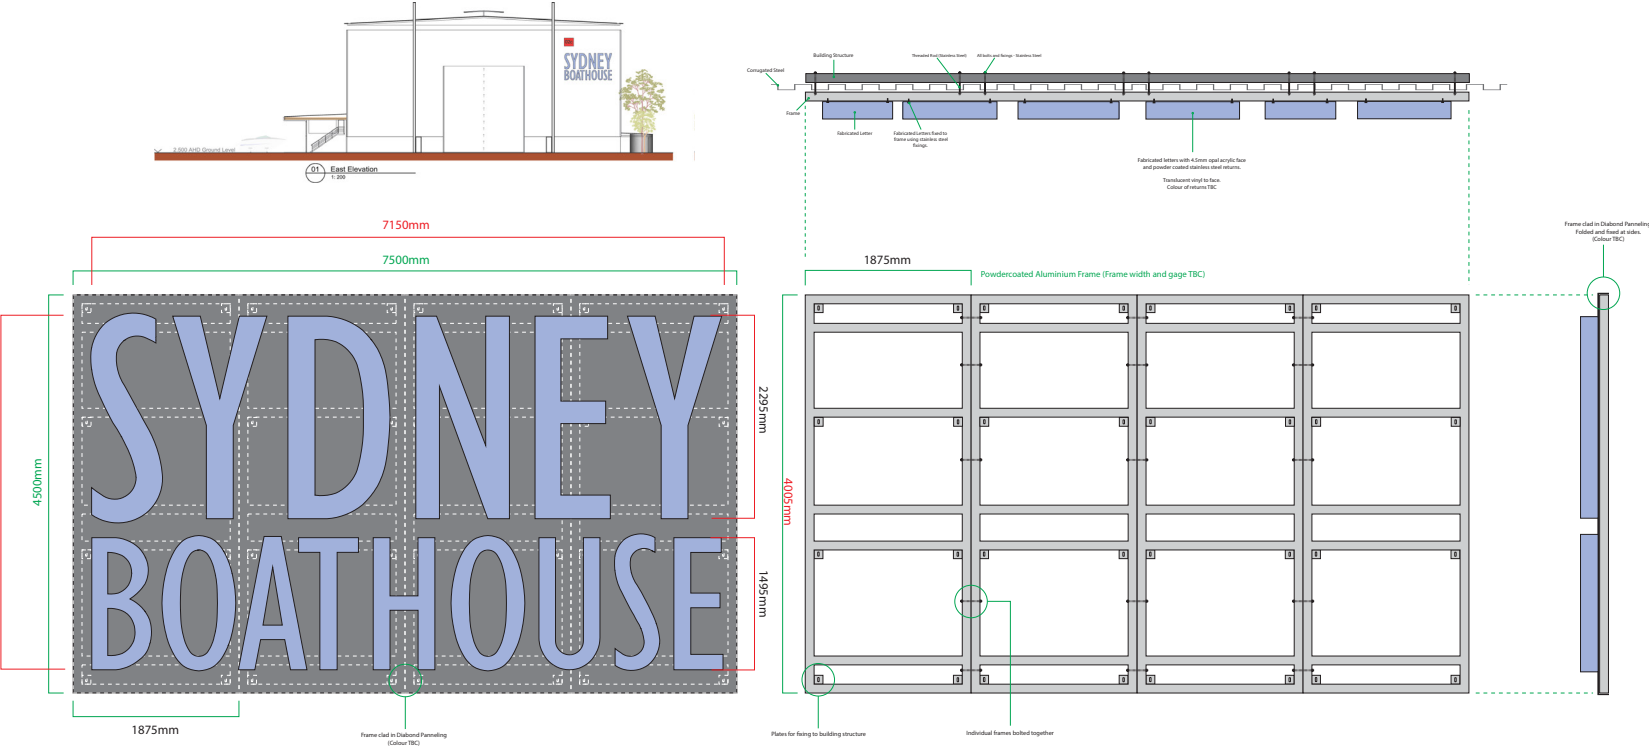 SYDNEY
BOATHOUSE
2.500 AHD Ground Level
01
East Elevation
1: 200
Building Structure
Threaded Rod (Stainless Steel)
All bolts and fixings - Stainless Steel
Corrugated Steel
Frame
Fabricated Letter
Fabricated Letters fixed to
frame using stainless steel
fixings.
Fabricated letters with 4.5mm opal acrylic face
and powder coated stainless steel returns.
Translucent vinyl to face.
Colour of returns TBC
7150mm
7500mm
4500mm
SYDNEY
BOATHOUSE
2295mm
1495mm
1875mm
Frame clad in Diabond Panneling
(Colour TBC)
1875mm
Powdercoated Aluminium Frame (Frame width and gage TBC)
4005mm
Plates for fixing to building structure
Individual frames bolted together
Frame clad in Diabond Panneling
Folded and fixed at sides.
(Colour TBC)